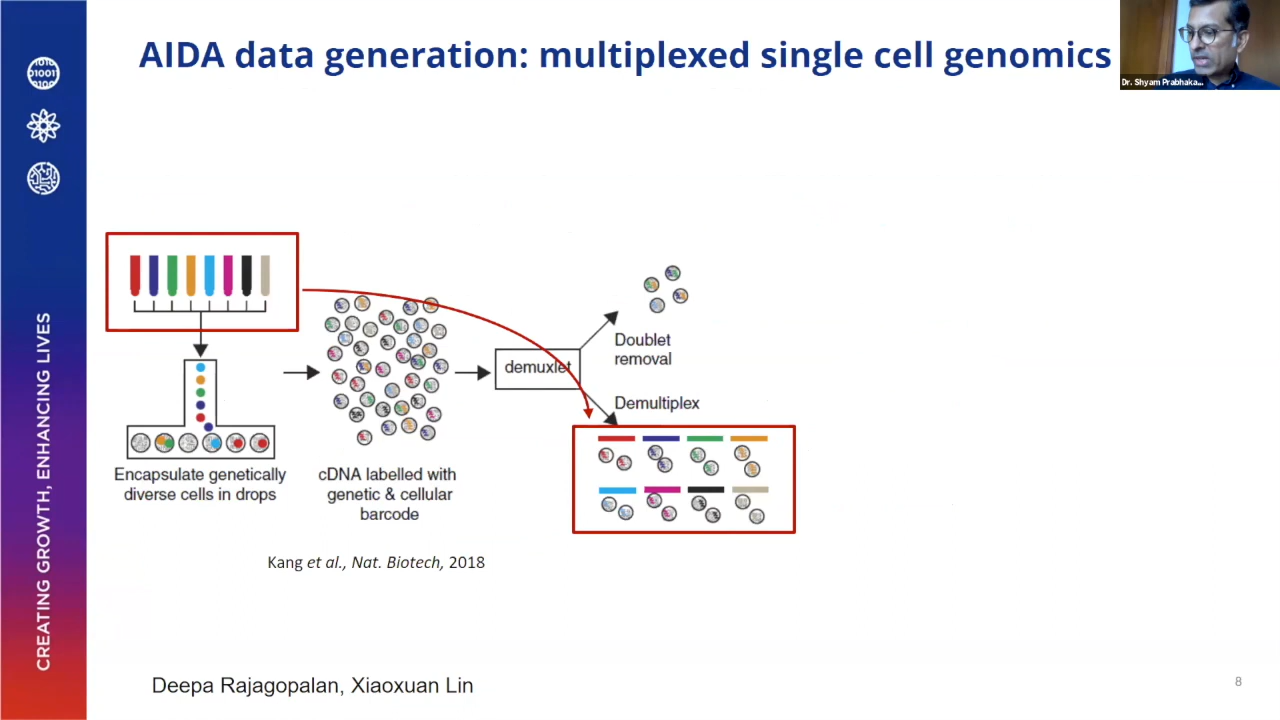 AIDA data generation: multiplexed single cell genomics
Dr. Shyam Prabhaka...
CREATING GROWTH, ENHANCING LIVES
demuxlet
Doublet
removal
Demultiplex
Encapsulate genetically
diverse cells in drops
cDNA labelled with
genetic & cellular
barcode
Kang et al., Nat. Biotech, 2018
Deepa Rajagopalan, Xiaoxuan Lin
8